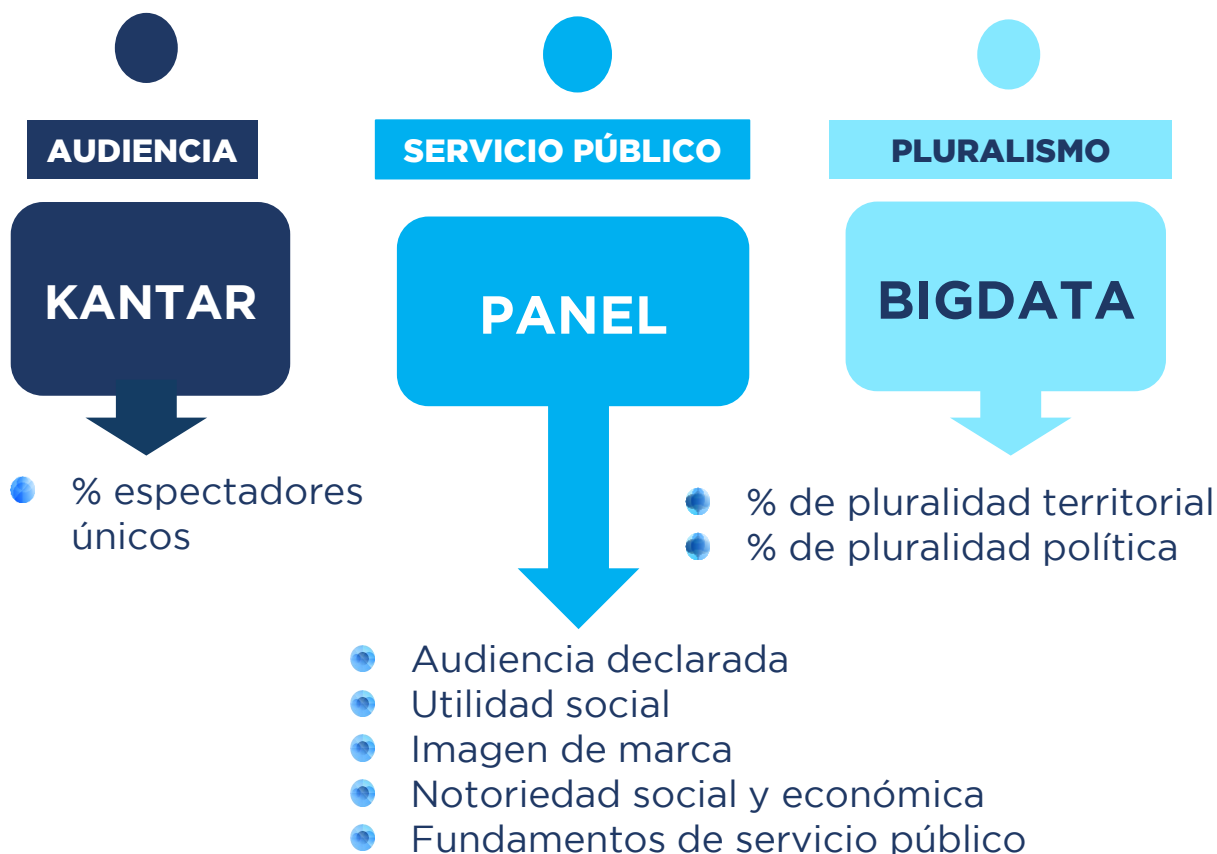 AUDIENCIA
SERVICIO PÚBLICO
PLURALISMO
KANTAR
PANEL
BIGDATA
% espectadores
únicos
% de pluralidad territorial
% de pluralidad política
Audiencia declarada
Utilidad social
Imagen de marca
Notoriedad social y económica
Fundamentos de servicio público